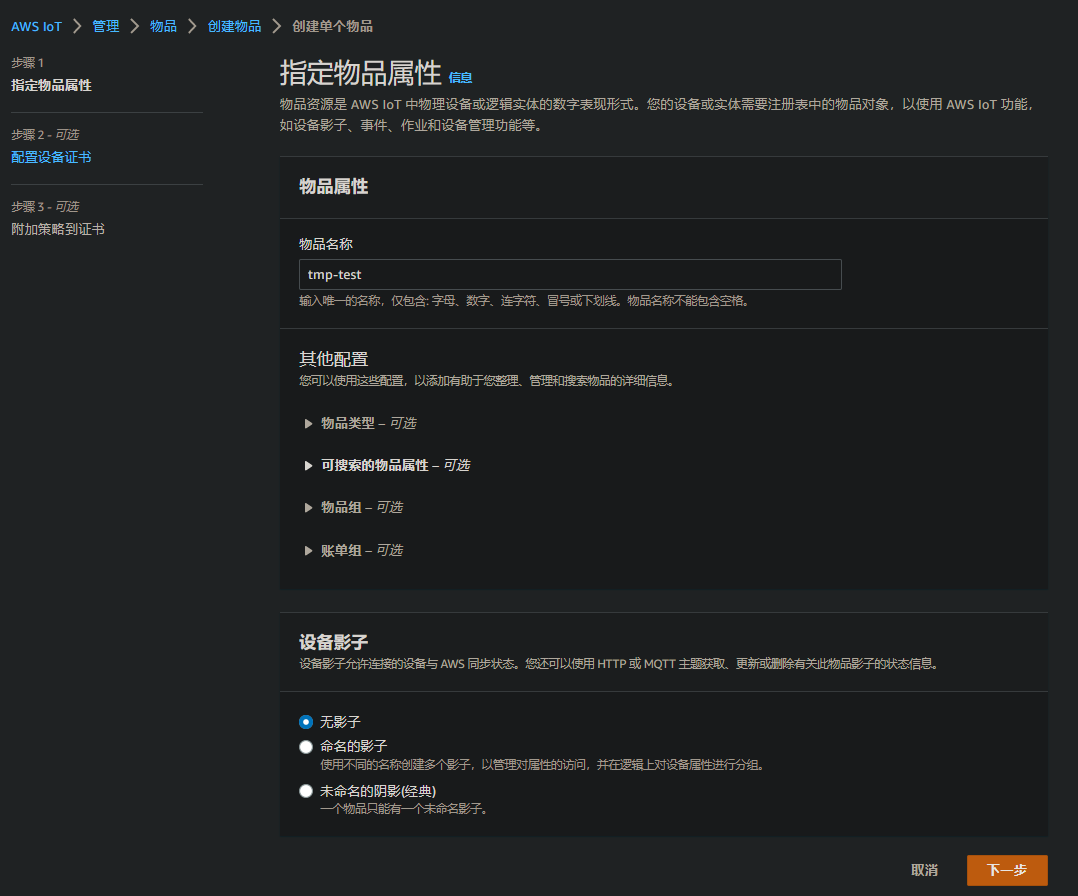 AWS IoT > 管理 > 物品 > 创建物品 > 创建单个物品
步骤 1
指定物品属性
步骤 2 - 可选
配置设备证书
步骤 3 - 可选
附加策略到证书
指定物品属性 信息
物品资源是 AWS IoT 中物理设备或逻辑实体的数字表现形式。您的设备或实体需要注册表中的物品对象，以使用 AWS IoT 功能，
如设备影子、事件、作业和设备管理功能等。
物品属性
物品名称
tmp-test
输入唯一的名称，仅包含: 字母、数字、连字符、冒号或下划线。物品名称不能包含空格。
其他配置
您可以使用这些配置，以添加有助于您整理、管理和搜索物品的详细信息。
物品类型 – 可选
可搜索的物品属性 – 可选
物品组 – 可选
账单组 – 可选
设备影子
设备影子允许连接的设备与 AWS 同步状态。您还可以使用 HTTP 或 MQTT 主题获取、更新或删除有关此物品影子的状态信息。
无影子
命名的影子
使用不同的名称创建多个影子，以管理对属性的访问，并在逻辑上对设备属性进行分组。
未命名的阴影(经典)
一个物品只能有一个未命名影子。
取消
下一步